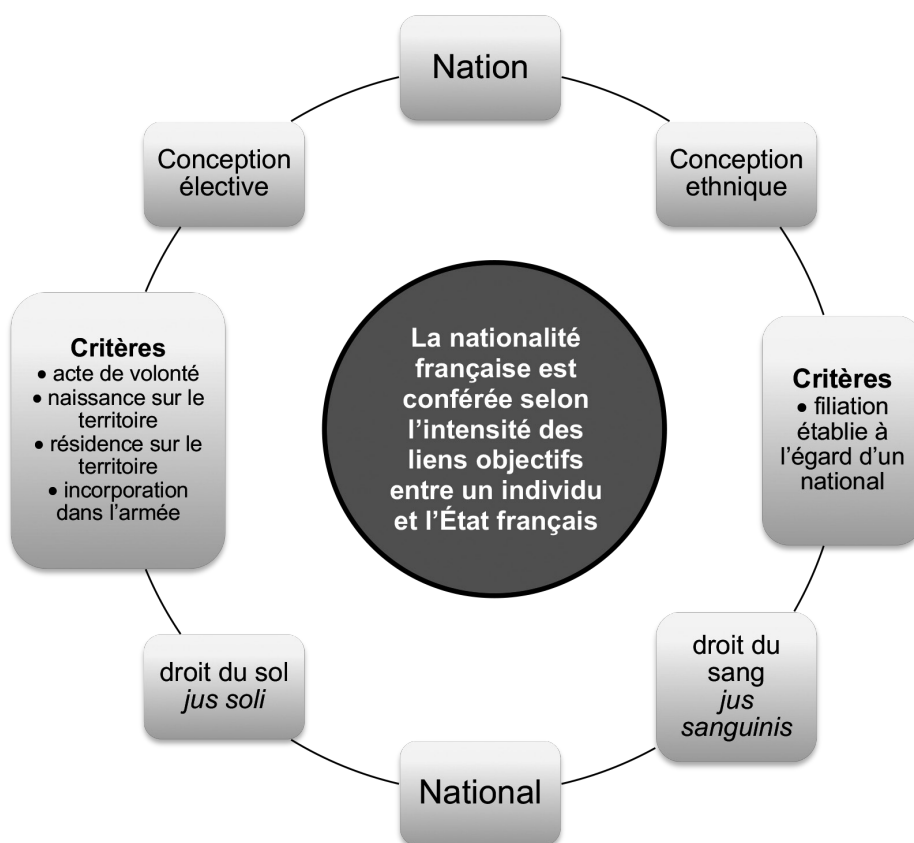 Nation
Conception
élective
Conception
ethnique
Critères
• acte de volonté
• naissance sur le
territoire
• résidence sur le
territoire
• incorporation
dans l’armée
La nationalité
française est
conférée selon
l’intensité des
liens objectifs
entre un individu
et l’État français
Critères
• filiation
établie à
l’égard d’un
national
droit du sol
jus soli
droit du
sang
jus
sanguinis
National